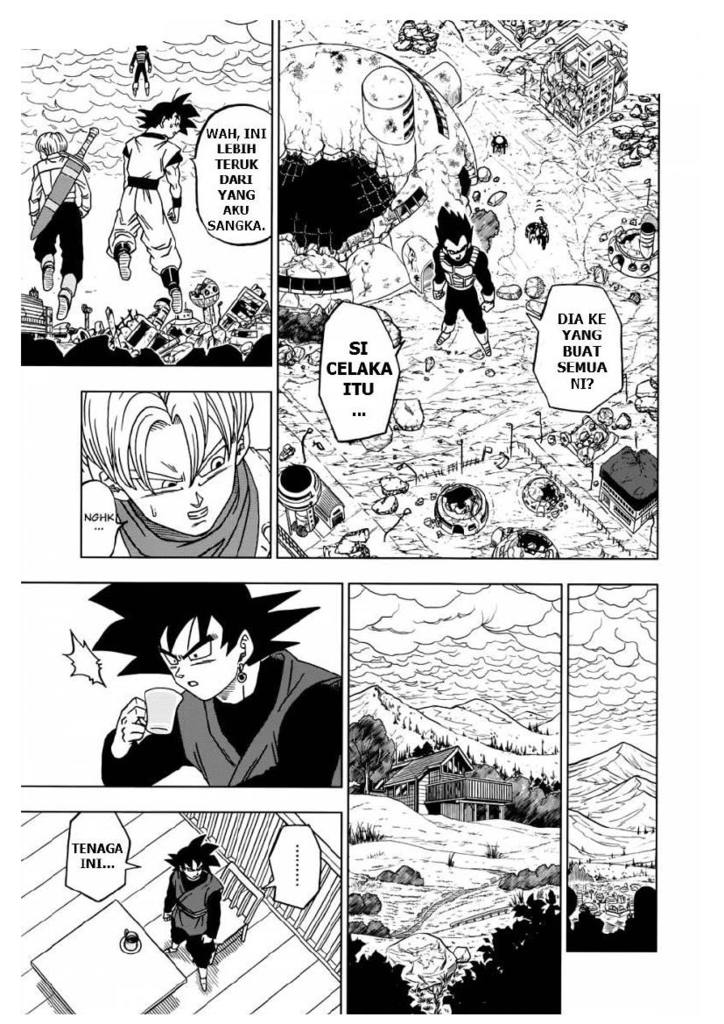 DIA KE
YANG
BUAT
SEMUA
NI?
SI
CELAKA
ITU
...
WAH, INI
LEBIH
TERUK
DARI
YANG
AKU
SANGKA.
NGHK
...
.......
TENAGA
INI...